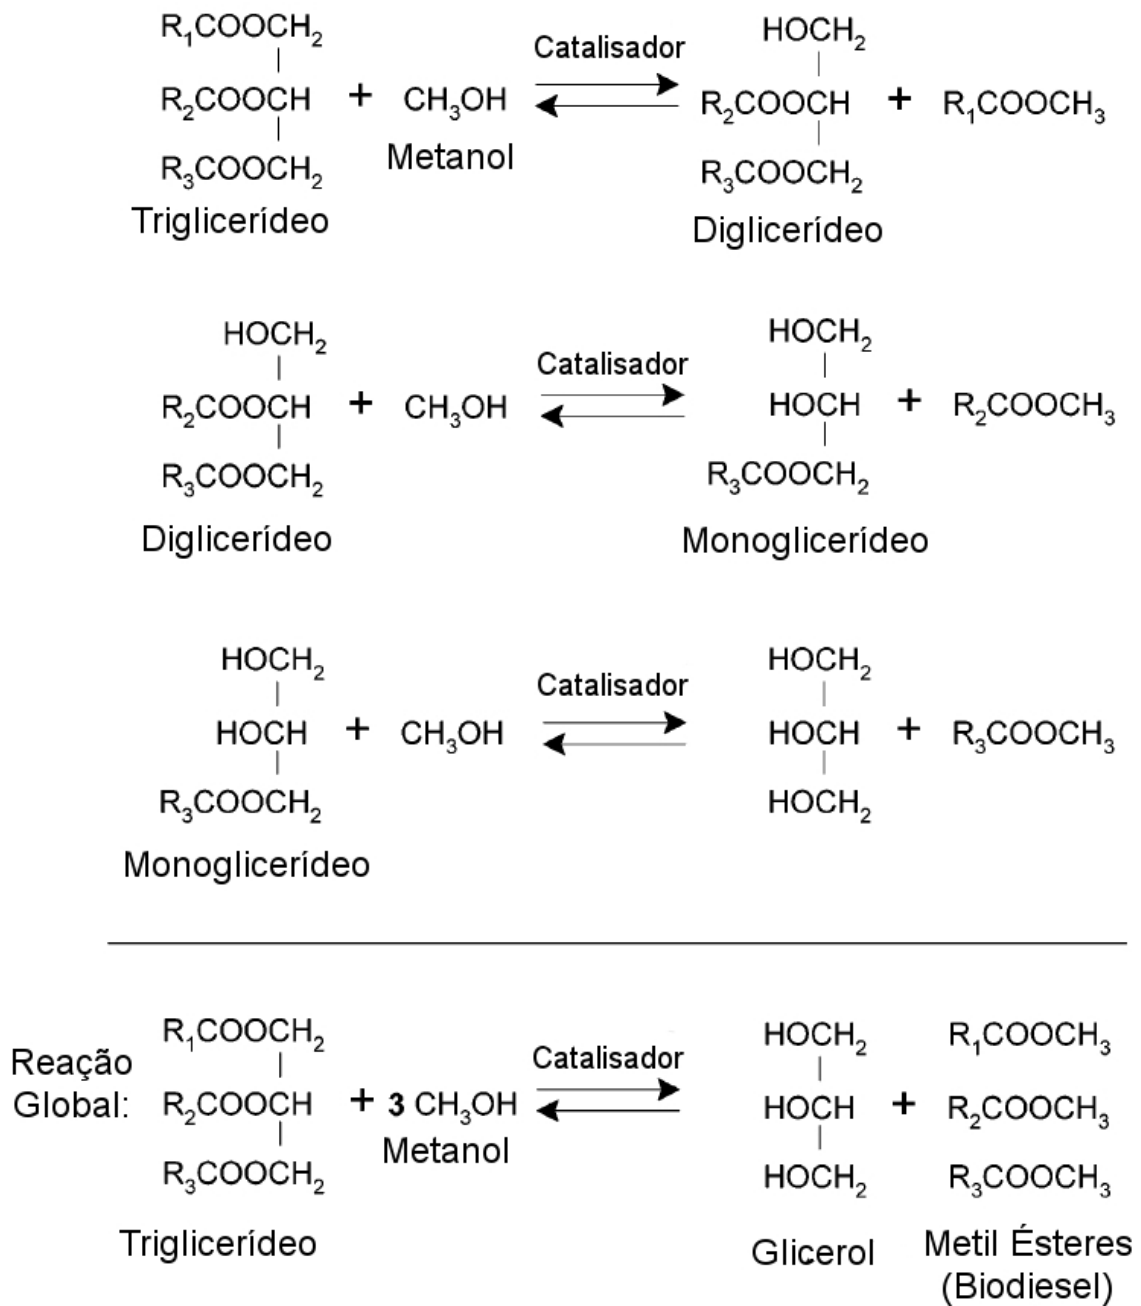 R₁COOCH₂ Catalisador HOCH₂
R₂COOCH + CH₃OH R₂COOCH + R₁COOCH₃
Metanol
R₃COOCH₂ R₃COOCH₂
Triglicerídeo Diglicerídeo
HOCH₂ Catalisador HOCH₂
R₂COOCH + CH₃OH HOCH + R₂COOCH₃
R₃COOCH₂ R₃COOCH₂
Diglicerídeo Monoglicerídeo
HOCH₂ Catalisador HOCH₂
HOCH + CH₃OH HOCH + R₃COOCH₃
R₃COOCH₂ HOCH₂
Monoglicerídeo
R₁COOCH₂ HOCH₂ R₁COOCH₃
Reação Catalisador
Global: R₂COOCH + 3 CH₃OH HOCH + R₂COOCH₃
Metanol
R₃COOCH₂ HOCH₂ R₃COOCH₃
Triglicerídeo Glicerol Metil Ésteres
(Biodiesel)